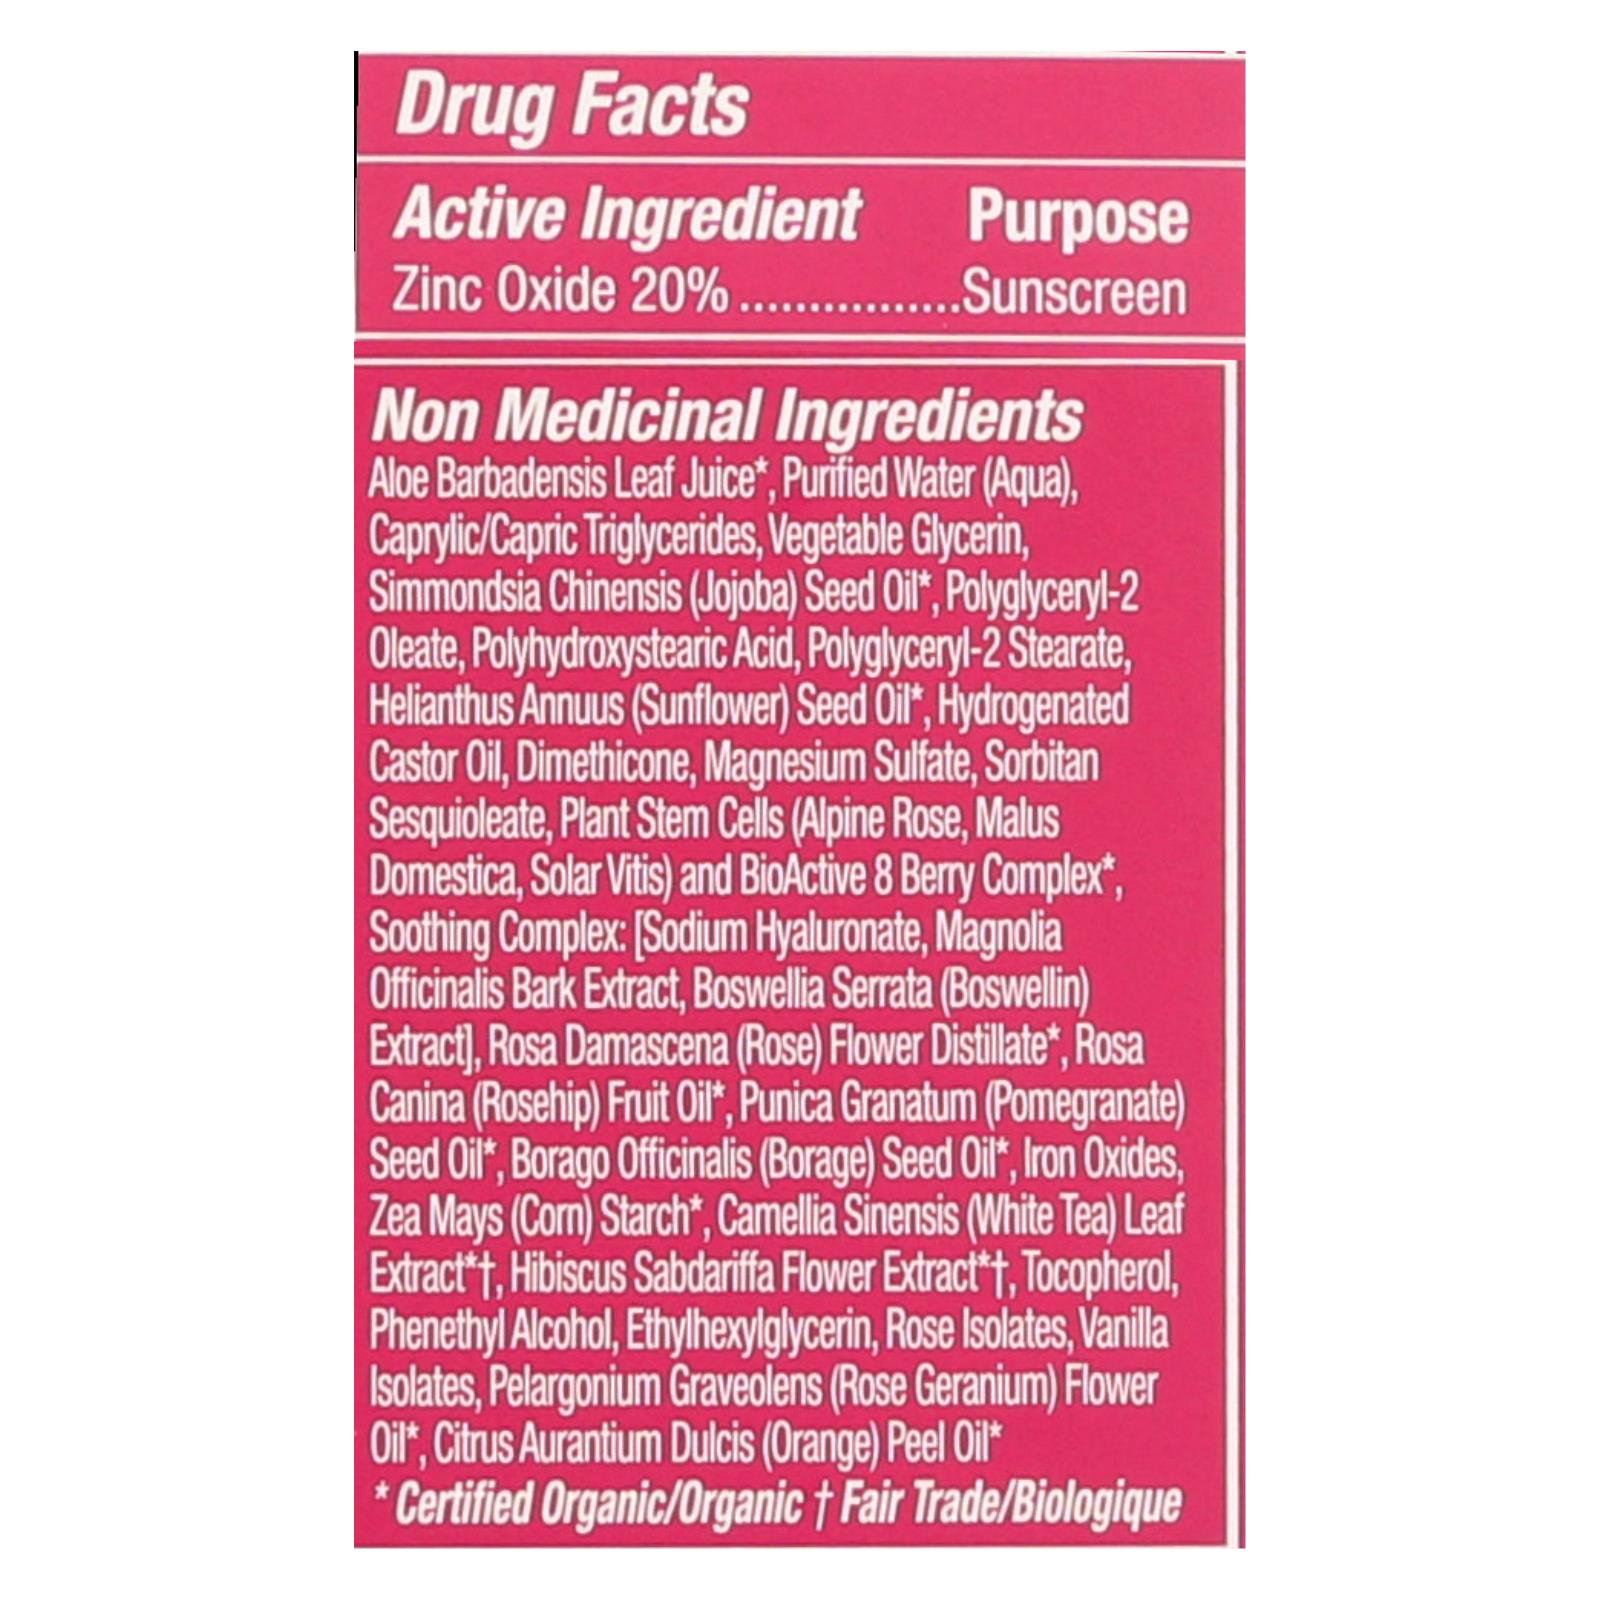 Drug Facts
Active Ingredient Purpose
Zinc Oxide 20%................Sunscreen
Non Medicinal Ingredients
Aloe Barbadensis Leaf Juice*, Purified Water (Aqua),
Caprylic/Capric Triglycerides, Vegetable Glycerin,
Simmondsia Chinensis (Jojoba) Seed Oil*, Polyglyceryl-2
Oleate, Polyhydroxystearic Acid, Polyglyceryl-2 Stearate,
Helianthus Annuus (Sunflower) Seed Oil*, Hydrogenated
Castor Oil, Dimethicone, Magnesium Sulfate, Sorbitan
Sesquioleate, Plant Stem Cells (Alpine Rose, Malus
Domestica, Solar Vitis) and BioActive 8 Berry Complex*,
Soothing Complex: [Sodium Hyaluronate, Magnolia
Officinalis Bark Extract, Boswellia Serrata (Boswellin)
Extract], Rosa Damascena (Rose) Flower Distillate*, Rosa
Canina (Rosehip) Fruit Oil*, Punica Granatum (Pomegranate)
Seed Oil*, Borago Officinalis (Borage) Seed Oil*, Iron Oxides,
Zea Mays (Corn) Starch*, Camellia Sinensis (White Tea) Leaf
Extract*†, Hibiscus Sabdariffa Flower Extract*†, Tocopherol,
Phenethyl Alcohol, Ethylhexylglycerin, Rose Isolates, Vanilla
Isolates, Pelargonium Graveolens (Rose Geranium) Flower
Oil*, Citrus Aurantium Dulcis (Orange) Peel Oil*
* Certified Organic/Organic † Fair Trade/Biologique